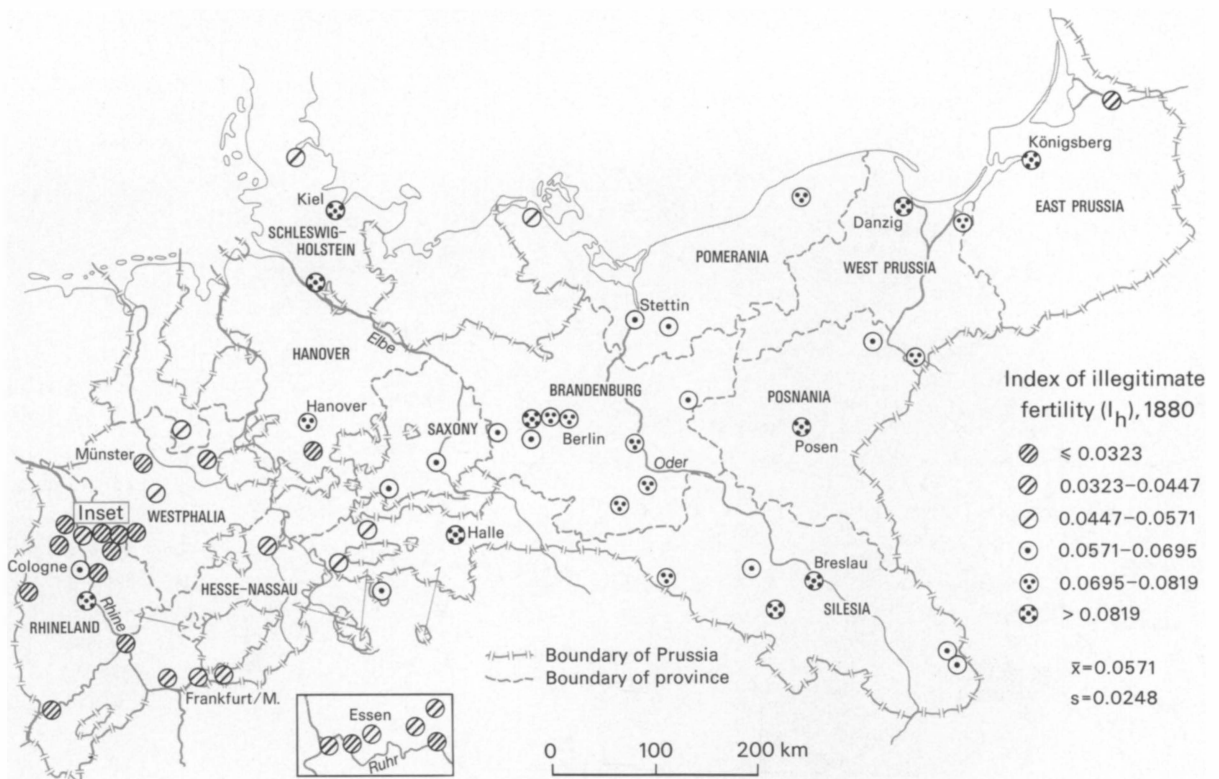 Königsberg
Kiel
Danzig
EAST PRUSSIA
SCHLESWIG-
HOLSTEIN
POMERANIA
WEST PRUSSIA
Stettin
Elbe
HANOVER
BRANDENBURG
POSNANIA
Hanover
SAXONY
Berlin
Posen
Münster
Oder
Inset
WESTPHALIA
Halle
Cologne
Breslau
HESSE-NASSAU
SILESIA
Rhine
RHINELAND
Frankfurt/M.
Index of illegitimate
fertility (Ih), 1880
≤ 0.0323
0.0323–0.0447
0.0447–0.0571
0.0571–0.0695
0.0695–0.0819
> 0.0819
x̄=0.0571
s=0.0248
Boundary of Prussia
Boundary of province
Essen
Ruhr
0 100 200 km